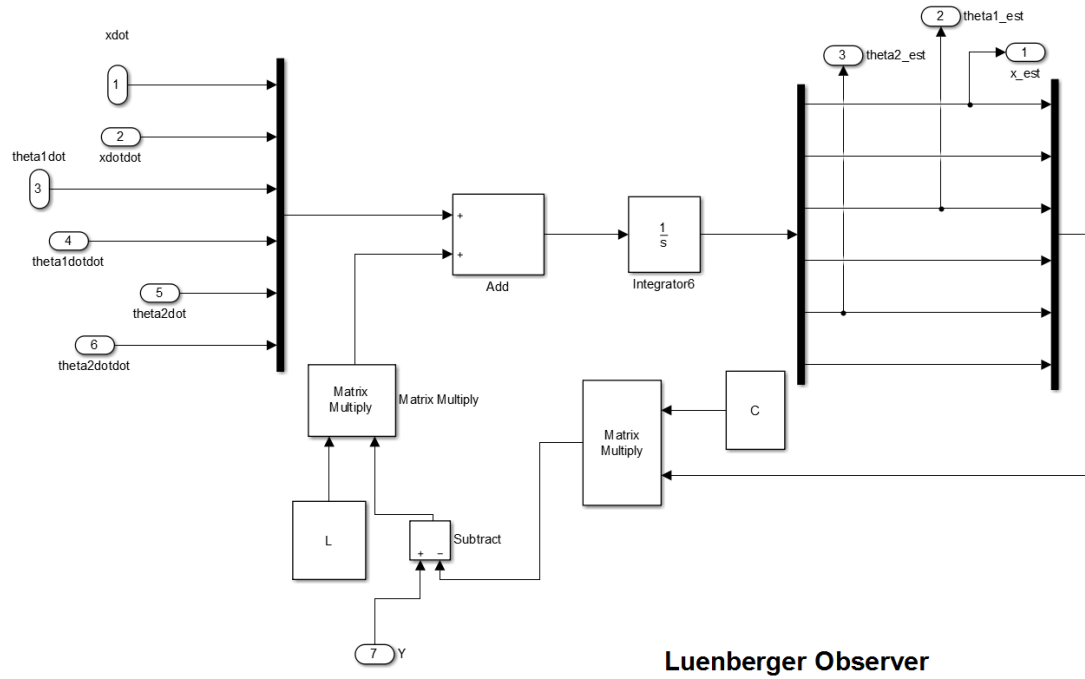 xdot
1
2
xdotdot
theta1dot
3
4
theta1dotdot
5
theta2dot
6
theta2dotdot
+
+
Add
1
s
Integrator6
2
theta1_est
3
theta2_est
1
x_est
Matrix
Multiply
Matrix Multiply
L
+
−
Subtract
7
Y
Matrix
Multiply
C
Luenberger Observer